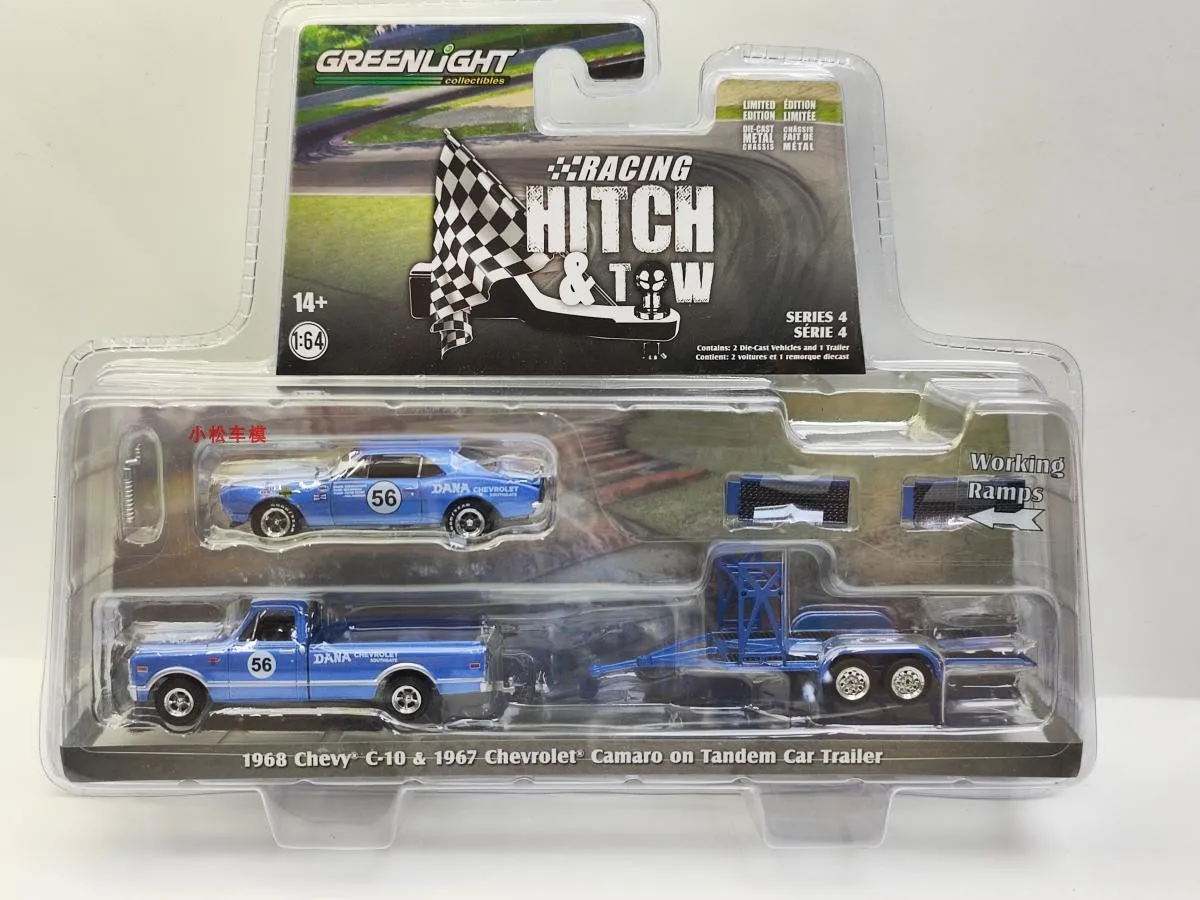 GREENLIGHT
collectibles
LIMITED EDITION
ÉDITION LIMITÉE
DIE-CAST METAL CHASSIS
CHÂSSIS FAIT DE MÉTAL
RACING
HITCH
& TOW
14+
1:64
SERIES 4
SÉRIE 4
Contains: 2 Die-Cast Vehicles and 1 Trailer
Contient: 2 voitures et 1 remorque diecast
小松车模
56
DANA CHEVROLET
SOUTHGATE
Working
Ramps
56
DANA CHEVROLET
SOUTHGATE
1968 Chevy® C-10 & 1967 Chevrolet® Camaro on Tandem Car Trailer